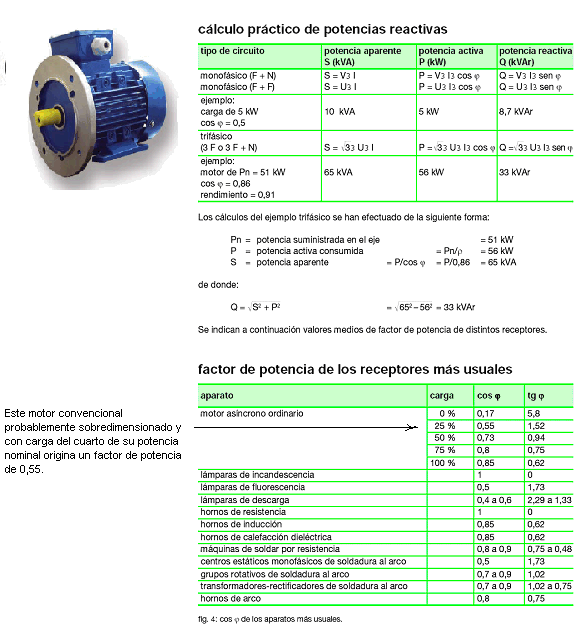 cálculo práctico de potencias reactivas
tipo de circuito potencia aparente potencia activa potencia reactiva
S (kVA) P (kW) Q (kVAr)
monofásico (F + N) S = V3 I P = V3 I3 cos φ Q = V3 I3 sen φ
monofásico (F + F) S = U3 I P = U3 I3 cos φ Q = U3 I3 sen φ
ejemplo:
carga de 5 kW 10 kVA 5 kW 8,7 kVAr
cos φ = 0,5
trifásico
(3 F o 3 F + N) S = √33 U3 I P = √33 U3 I3 cos φ Q = √33 U3 I3 sen φ
ejemplo:
motor de Pn = 51 kW 65 kVA 56 kW 33 kVAr
cos φ = 0,86
rendimiento = 0,91
Los cálculos del ejemplo trifásico se han efectuado de la siguiente forma:
Pn = potencia suministrada en el eje = 51 kW
P = potencia activa consumida = Pn/ρ = 56 kW
S = potencia aparente = P/cos φ = P/0,86 = 65 kVA
de donde:
Q = √S² + P² = √65² – 56² = 33 kVAr
Se indican a continuación valores medios de factor de potencia de distintos receptores.
factor de potencia de los receptores más usuales
aparato carga cos φ tg φ
motor asíncrono ordinario 0 % 0,17 5,8
25 % 0,55 1,52
50 % 0,73 0,94
75 % 0,8 0,75
100 % 0,85 0,62
Este motor convencional
probablemente sobredimensionado y
con carga del cuarto de su potencia
nominal origina un factor de potencia
de 0,55.
lámparas de incandescencia 1 0
lámparas de fluorescencia 0,5 1,73
lámparas de descarga 0,4 a 0,6 2,29 a 1,33
hornos de resistencia 1 0
hornos de inducción 0,85 0,62
hornos de calefacción dieléctrica 0,85 0,62
máquinas de soldar por resistencia 0,8 a 0,9 0,75 a 0,48
centros estáticos monofásicos de soldadura al arco 0,5 1,73
grupos rotativos de soldadura al arco 0,7 a 0,9 1,02
transformadores-rectificadores de soldadura al arco 0,7 a 0,9 1,02 a 0,75
hornos de arco 0,8 0,75
fig. 4: cos φ de los aparatos más usuales.